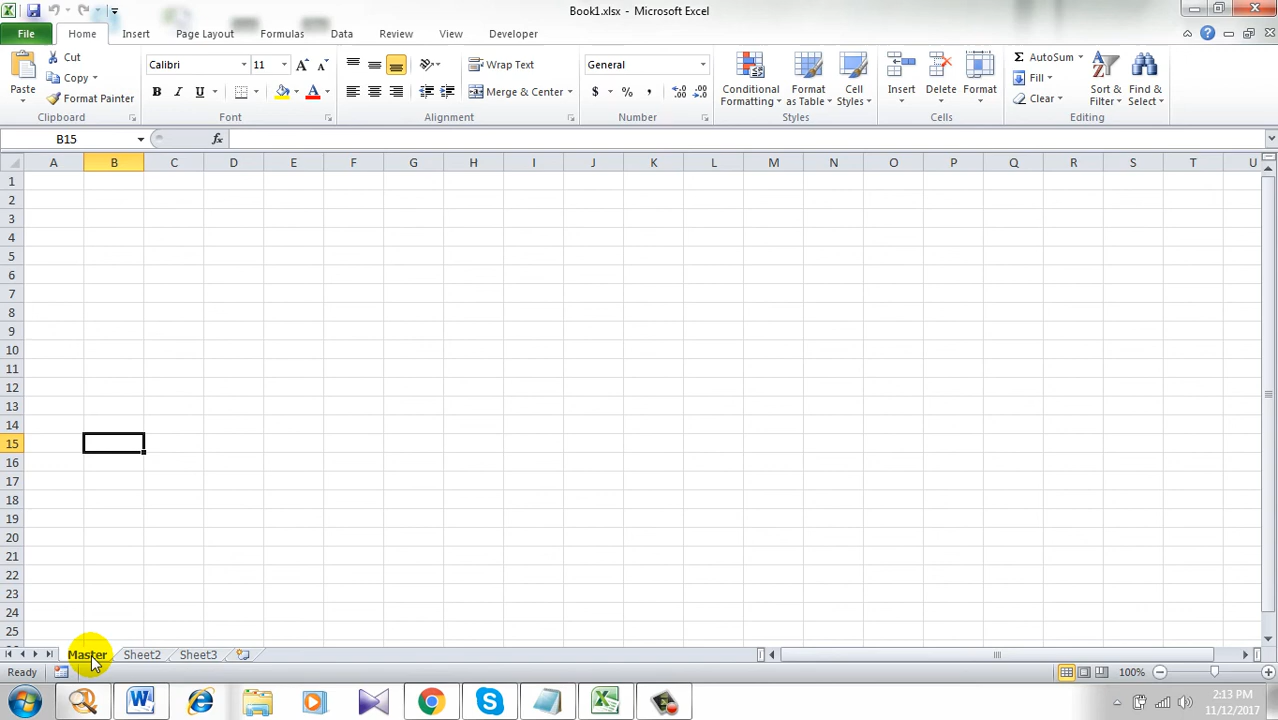 Book1.xlsx - Microsoft Excel
File Home Insert Page Layout Formulas Data Review View Developer
Paste
Cut
Copy
Format Painter
Clipboard
Calibri 11
B I U
Font
Wrap Text
Merge & Center
Alignment
General
$ % ,
Number
Conditional Formatting
Format as Table
Cell Styles
Styles
Insert
Delete
Format
Cells
Σ AutoSum
Fill
Clear
Sort & Filter
Find & Select
Editing
B15 fx
A B C D E F G H I J K L M N O P Q R S T U
1
2
3
4
5
6
7
8
9
10
11
12
13
14
15
16
17
18
19
20
21
22
23
24
25
Master Sheet2 Sheet3
Ready 100%
2:13 PM
11/12/2017